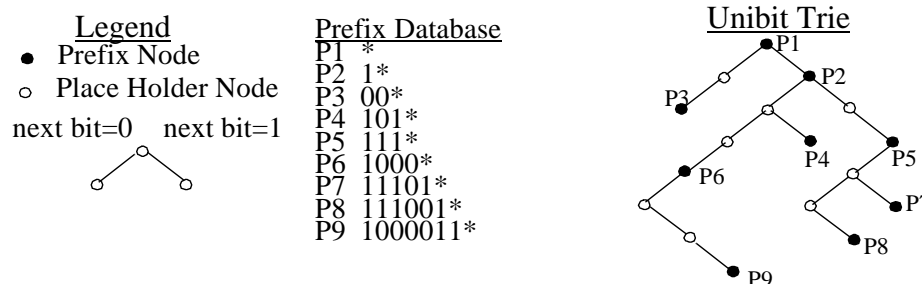 Legend
Prefix Node
Place Holder Node
next bit=0 next bit=1
Prefix Database
P1 *
P2 1*
P3 00*
P4 101*
P5 111*
P6 1000*
P7 11101*
P8 111001*
P9 1000011*
Unibit Trie
P1
P2
P3
P4
P5
P6
P7
P8
P9